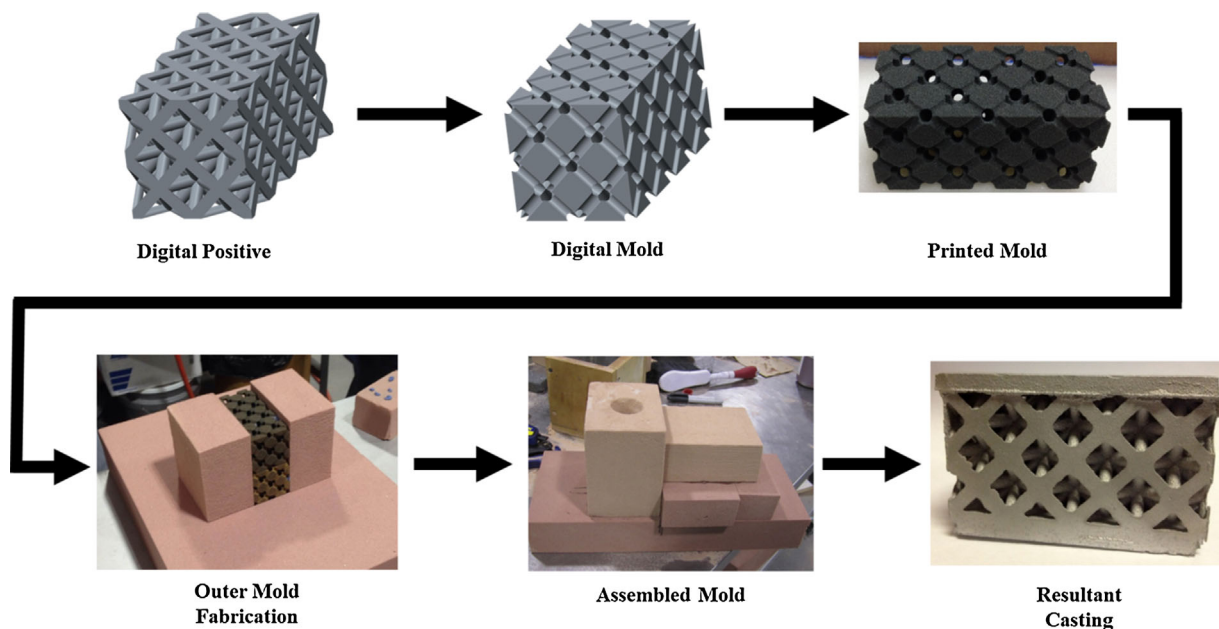 Digital Positive
Digital Mold
Printed Mold
Outer Mold
Fabrication
Assembled Mold
Resultant
Casting